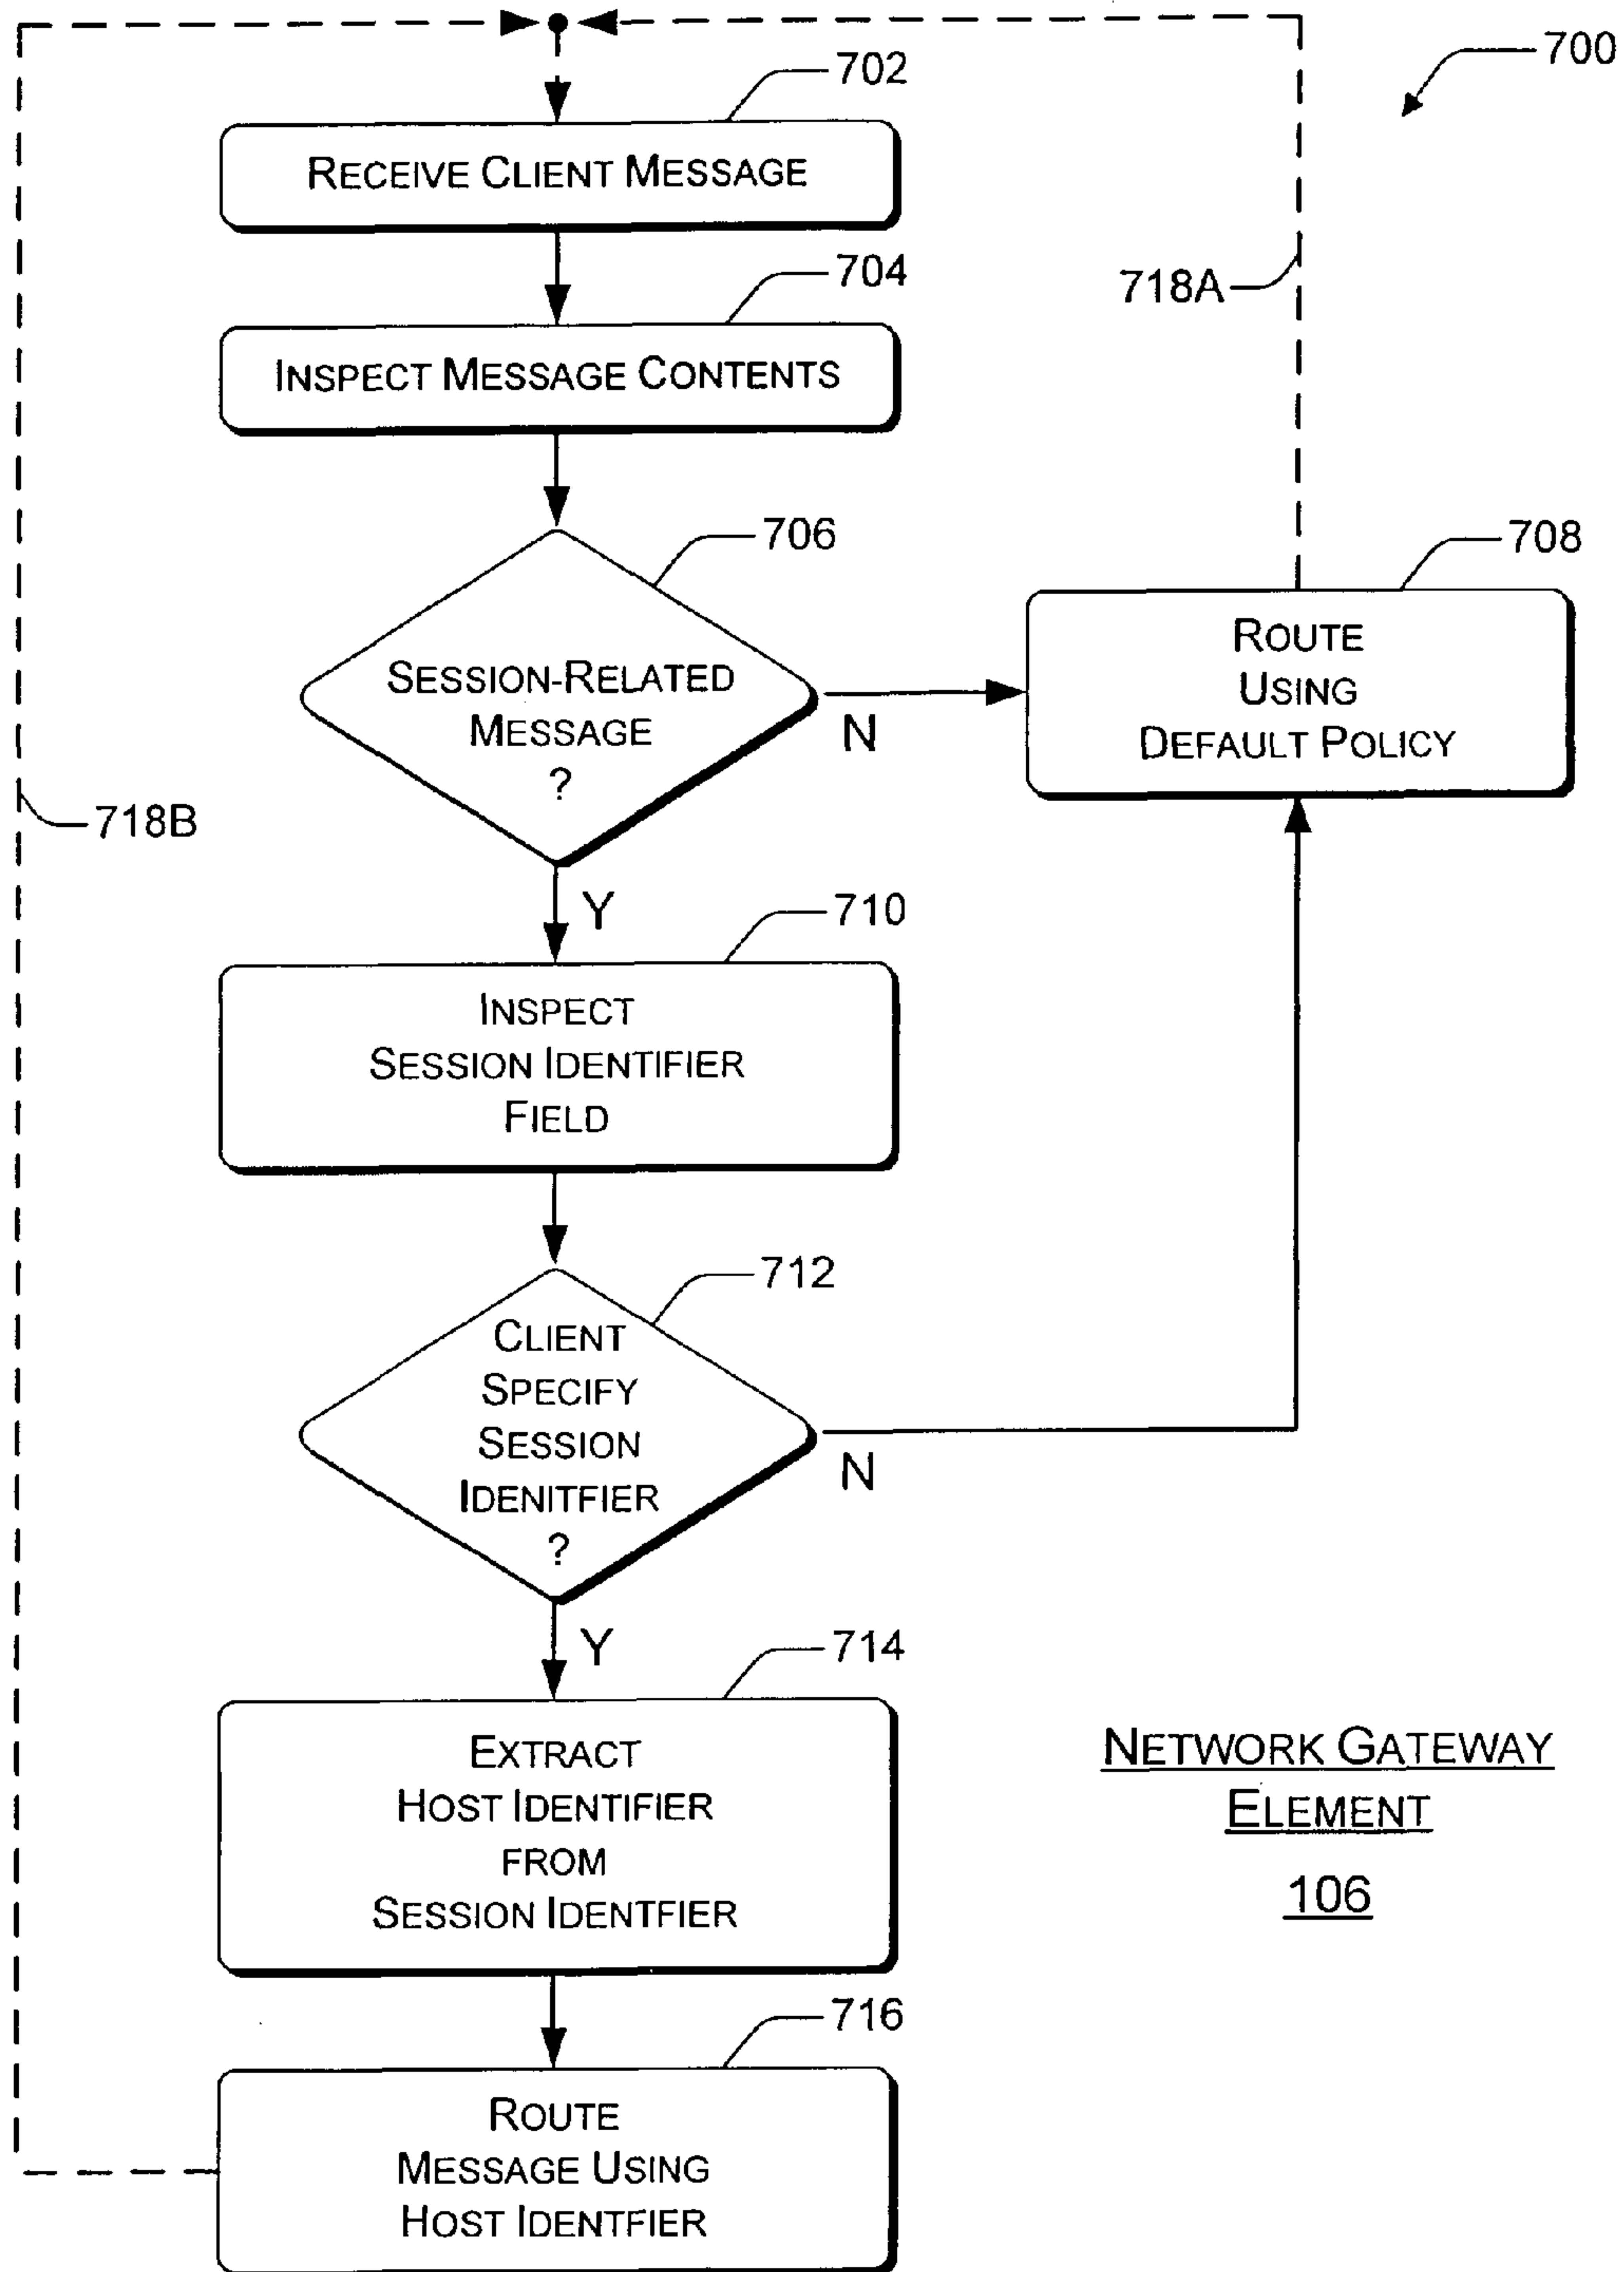 700
702
RECEIVE CLIENT MESSAGE
704
INSPECT MESSAGE CONTENTS
718A
706
SESSION-RELATED
MESSAGE
?
N
Y
708
ROUTE
USING
DEFAULT POLICY
718B
710
INSPECT
SESSION IDENTIFIER
FIELD
712
CLIENT
SPECIFY
SESSION
IDENITFIER
?
N
Y
714
EXTRACT
HOST IDENTIFIER
FROM
SESSION IDENTFIER
716
ROUTE
MESSAGE USING
HOST IDENTFIER
NETWORK GATEWAY
ELEMENT
106